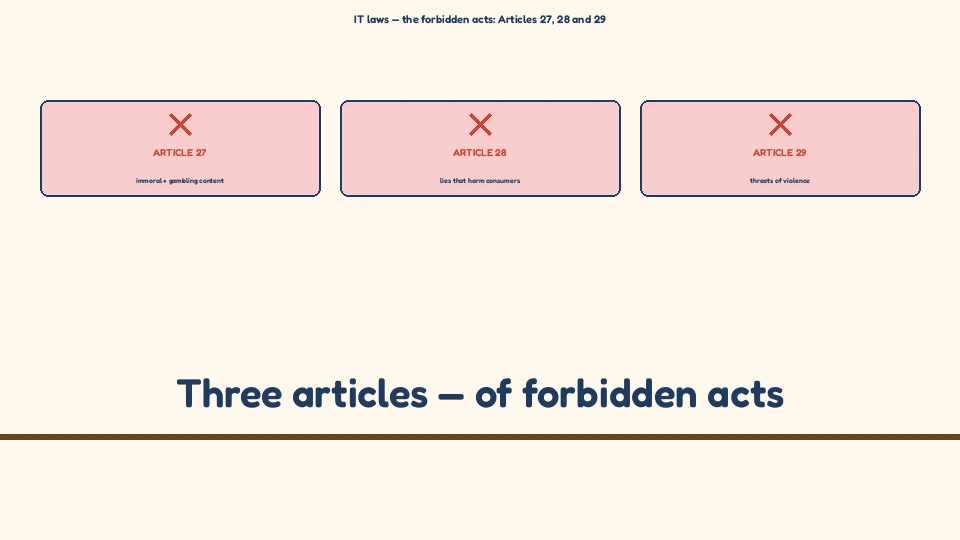 IT laws — the forbidden acts: Articles 27, 28 and 29
ARTICLE 27
immoral + gambling content
ARTICLE 28
lies that harm consumers
ARTICLE 29
threats of violence
Three articles — of forbidden acts